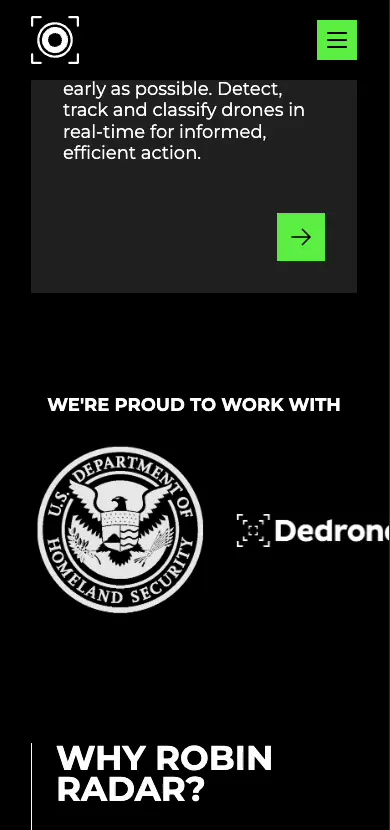 early as possible. Detect,
track and classify drones in
real-time for informed,
efficient action.
WE'RE PROUD TO WORK WITH
U.S. DEPARTMENT OF
HOMELAND SECURITY
Dedrone
WHY ROBIN
RADAR?